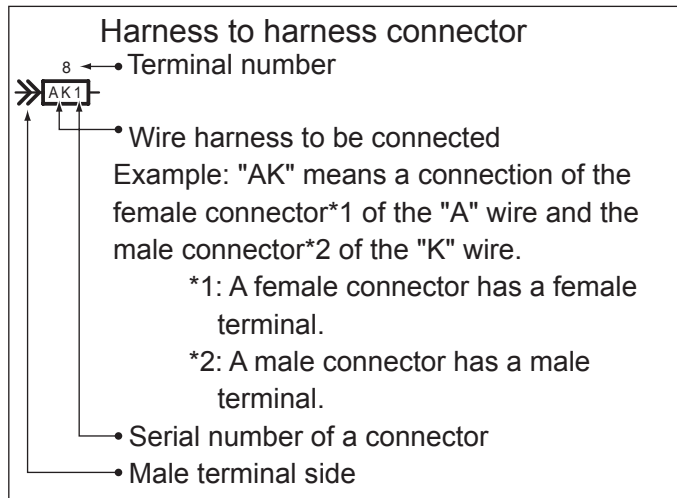 Harness to harness connector
8 Terminal number
AK1
Wire harness to be connected
Example: "AK" means a connection of the
female connector*1 of the "A" wire and the
male connector*2 of the "K" wire.
*1: A female connector has a female
terminal.
*2: A male connector has a male
terminal.
Serial number of a connector
Male terminal side